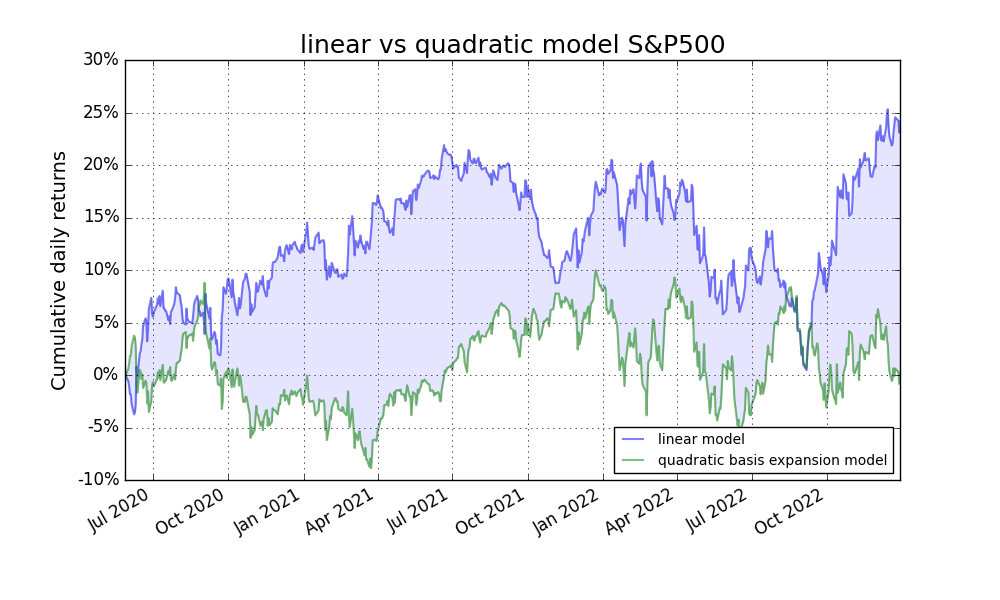 linear vs quadratic model S&P500
Cumulative daily returns
30%
25%
20%
15%
10%
5%
0%
-5%
-10%
linear model
quadratic basis expansion model
Jul 2020
Oct 2020
Jan 2021
Apr 2021
Jul 2021
Oct 2021
Jan 2022
Apr 2022
Jul 2022
Oct 2022